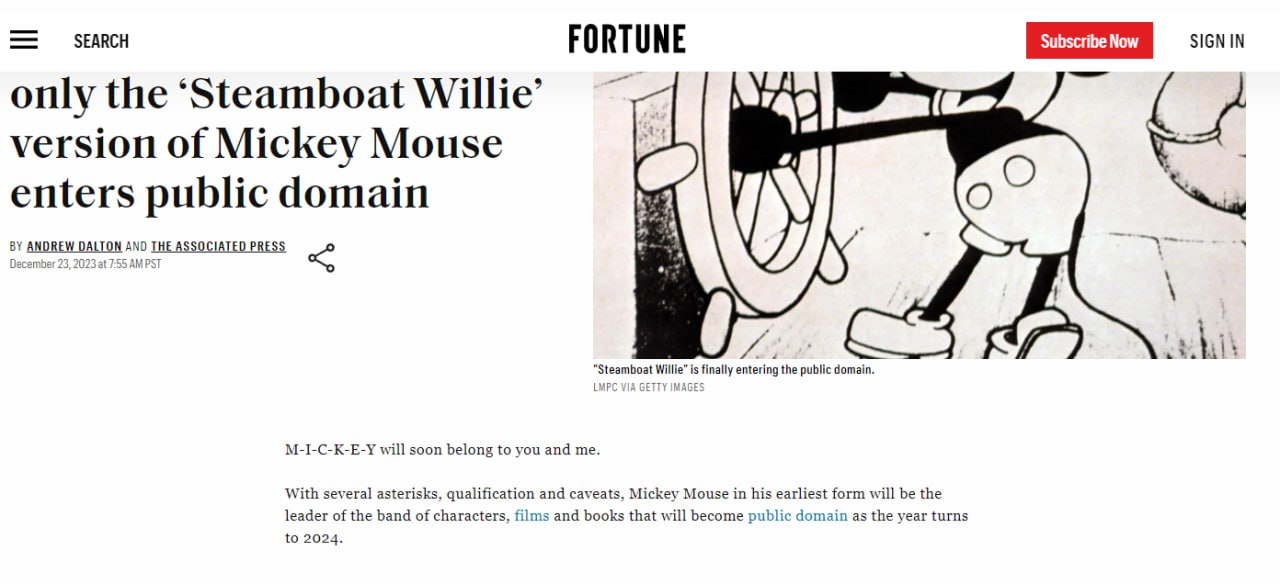 SEARCH
FORTUNE
Subscribe Now
SIGN IN
only the ‘Steamboat Willie’
version of Mickey Mouse
enters public domain
BY ANDREW DALTON AND THE ASSOCIATED PRESS
December 23, 2023 at 7:55 AM PST
"Steamboat Willie" is finally entering the public domain.
LMPC VIA GETTY IMAGES
M-I-C-K-E-Y will soon belong to you and me.
With several asterisks, qualification and caveats, Mickey Mouse in his earliest form will be the
leader of the band of characters, films and books that will become public domain as the year turns
to 2024.